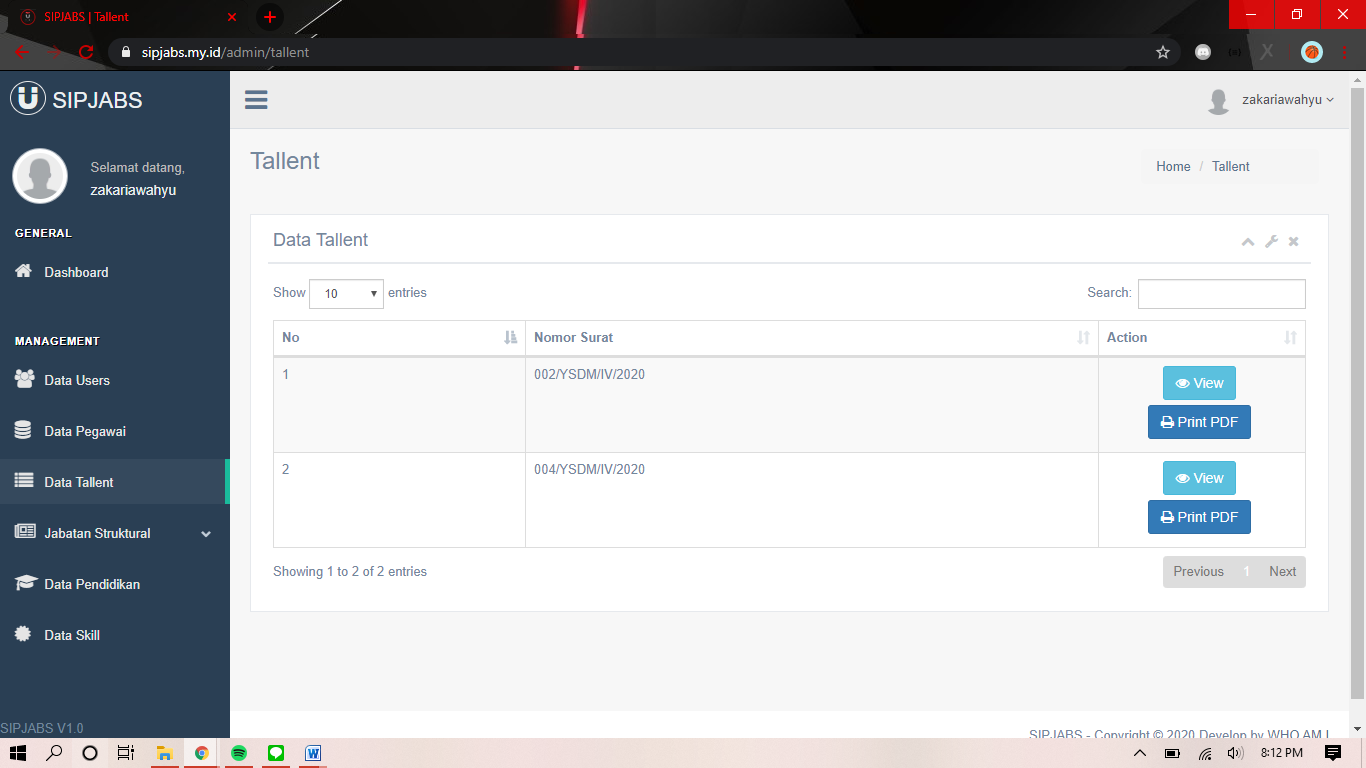 SIPJABS | Tallent
sipjabs.my.id/admin/tallent
SIPJABS
zakariawahyu
Selamat datang,
zakariawahyu
GENERAL
Dashboard
MANAGEMENT
Data Users
Data Pegawai
Data Tallent
Jabatan Struktural
Data Pendidikan
Data Skill
SIPJABS V1.0
Tallent
Home / Tallent
Data Tallent
Show 10 entries
Search:
No Nomor Surat Action
1 002/YSDM/IV/2020 View
Print PDF
2 004/YSDM/IV/2020 View
Print PDF
Showing 1 to 2 of 2 entries
Previous 1 Next
SIPJABS - Copyright © 2020 Develop by WHO AM I
8:12 PM